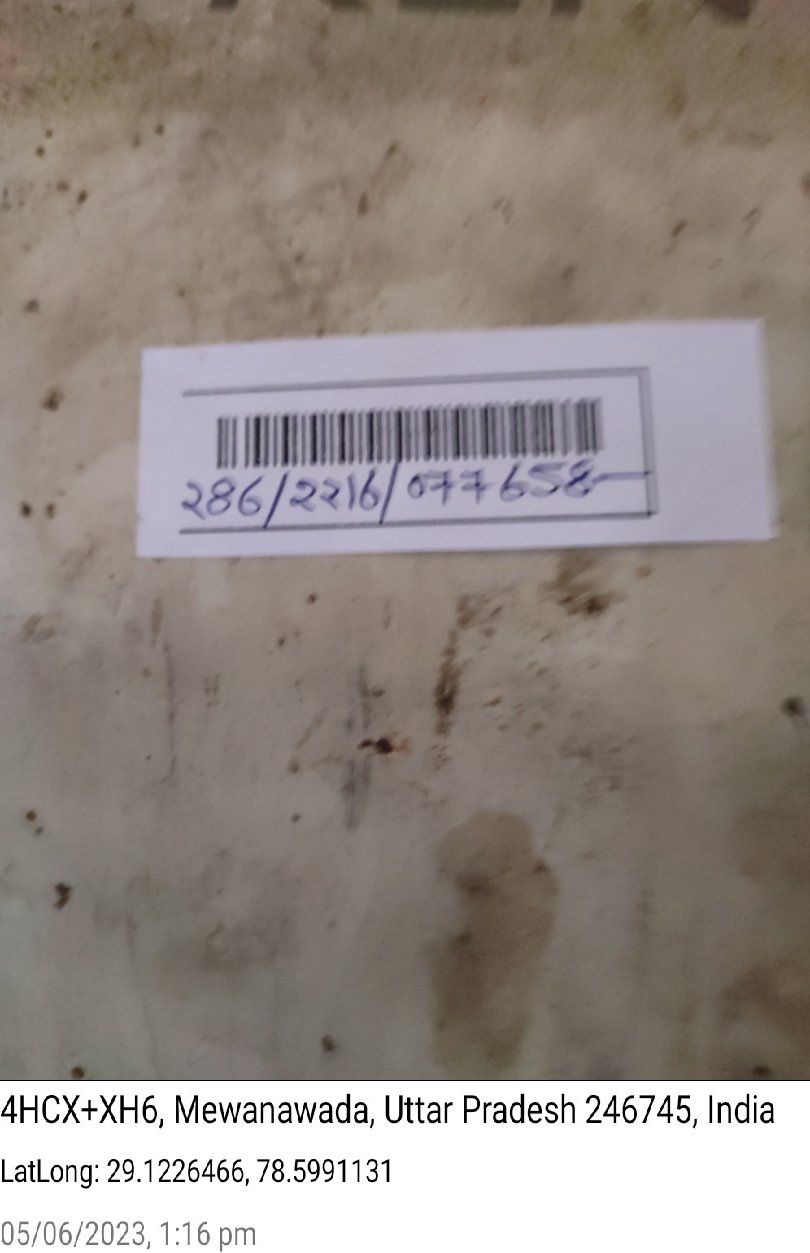 286/2216/077658
4HCX+XH6, Mewanawada, Uttar Pradesh 246745, India
LatLong: 29.1226466, 78.5991131
05/06/2023, 1:16 pm